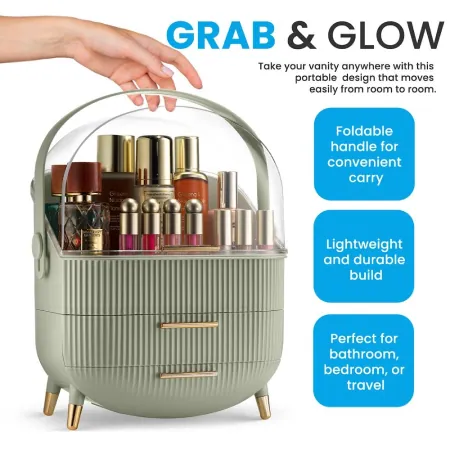 GRAB & GLOW
Take your vanity anywhere with this
portable design that moves
easily from room to room.
Foldable
handle for
convenient
carry
Lightweight
and durable
build
Perfect for
bathroom,
bedroom, or
travel